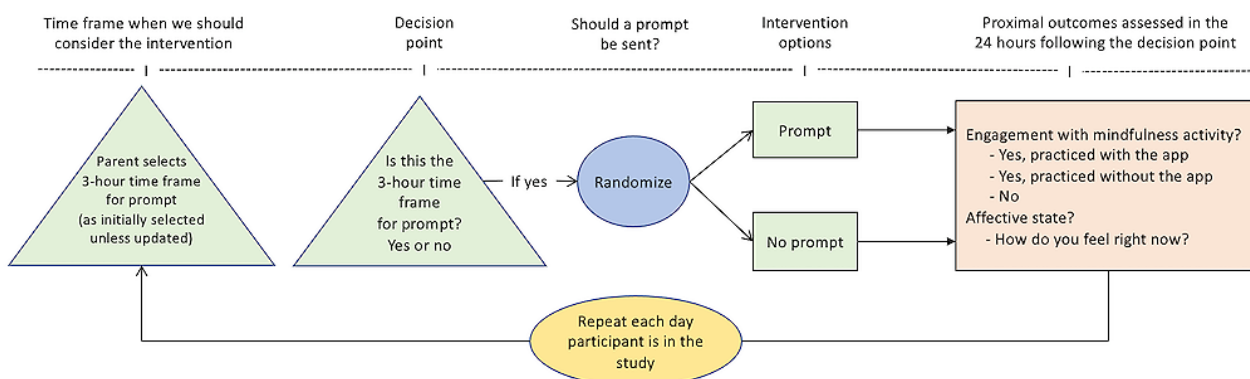 Time frame when we should
consider the intervention
Decision
point
Should a prompt
be sent?
Intervention
options
Proximal outcomes assessed in the
24 hours following the decision point
Parent selects
3-hour time frame
for prompt
(as initially selected
unless updated)
Is this the
3-hour time
frame
for prompt?
Yes or no
If yes
Randomize
Prompt
No prompt
Engagement with mindfulness activity?
- Yes, practiced with the app
- Yes, practiced without the app
- No
Affective state?
- How do you feel right now?
Repeat each day
participant is in the
study